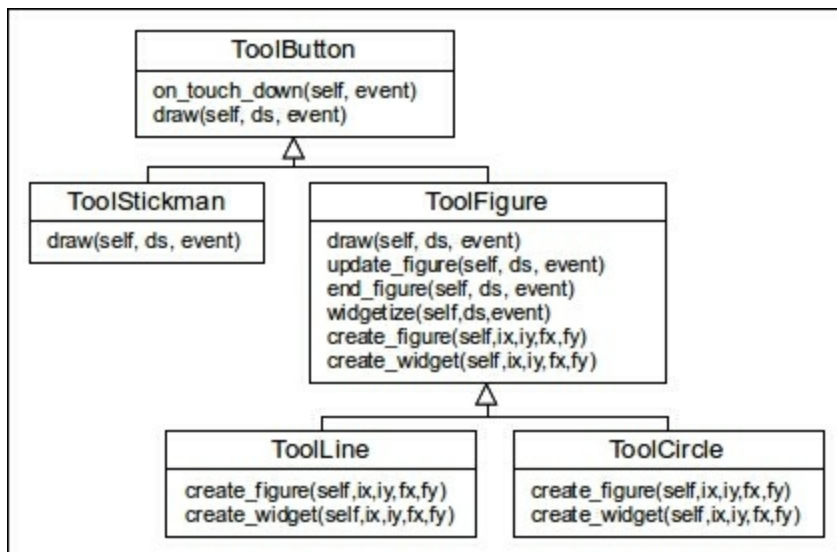 ToolButton
on_touch_down(self, event)
draw(self, ds, event)
ToolStickman
draw(self, ds, event)
ToolFigure
draw(self, ds, event)
update_figure(self, ds, event)
end_figure(self, ds, event)
widgetize(self,ds,event)
create_figure(self,ix,iy,fx,fy)
create_widget(self,ix,iy,fx,fy)
ToolLine
create_figure(self,ix,iy,fx,fy)
create_widget(self,ix,iy,fx,fy)
ToolCircle
create_figure(self,ix,iy,fx,fy)
create_widget(self,ix,iy,fx,fy)